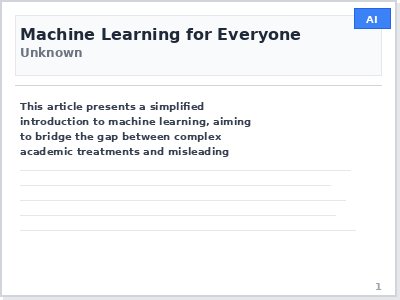 AI
Machine Learning for Everyone
Unknown
This article presents a simplified
introduction to machine learning, aiming
to bridge the gap between complex
academic treatments and misleading
1